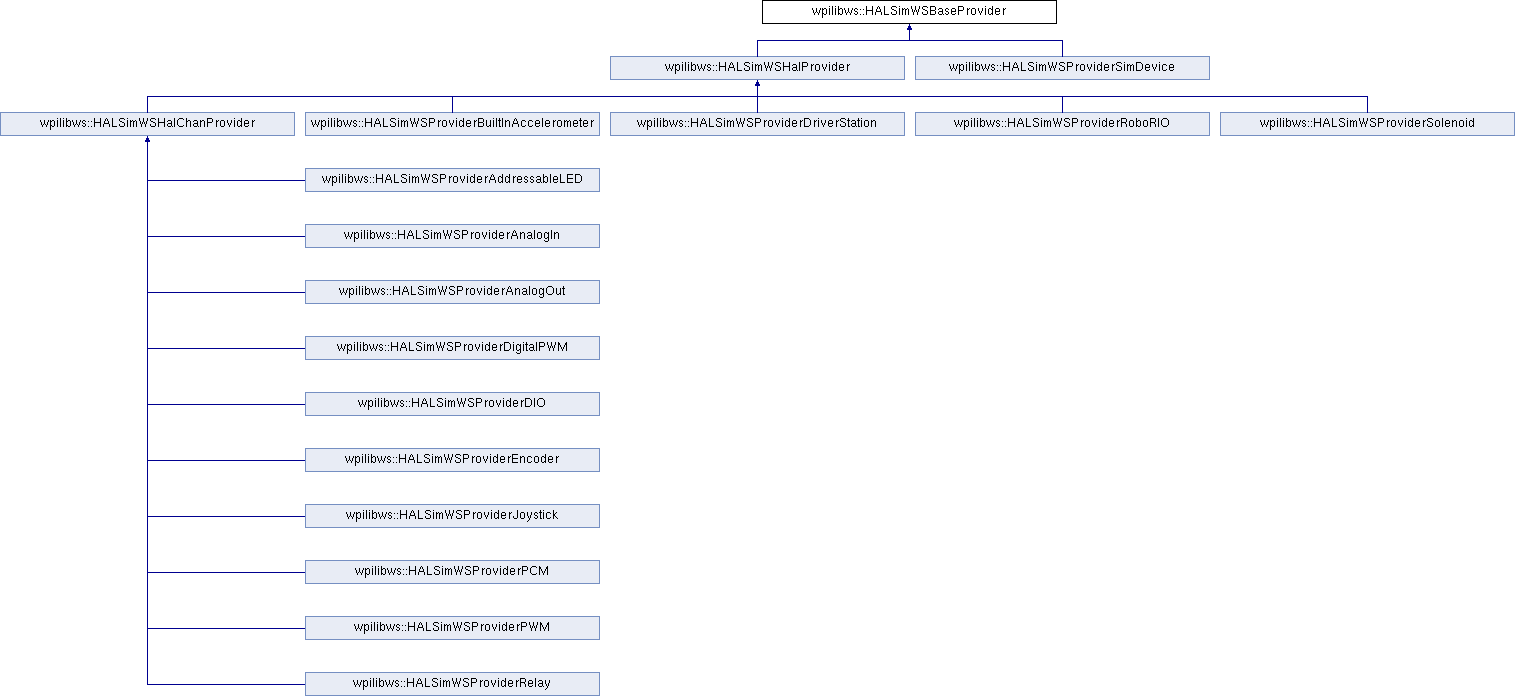 wpilibws::HALSimWSBaseProvider
wpilibws::HALSimWSHalProvider
wpilibws::HALSimWSProviderSimDevice
wpilibws::HALSimWSHalChanProvider
wpilibws::HALSimWSProviderBuiltInAccelerometer
wpilibws::HALSimWSProviderDriverStation
wpilibws::HALSimWSProviderRoboRIO
wpilibws::HALSimWSProviderSolenoid
wpilibws::HALSimWSProviderAddressableLED
wpilibws::HALSimWSProviderAnalogIn
wpilibws::HALSimWSProviderAnalogOut
wpilibws::HALSimWSProviderDigitalPWM
wpilibws::HALSimWSProviderDIO
wpilibws::HALSimWSProviderEncoder
wpilibws::HALSimWSProviderJoystick
wpilibws::HALSimWSProviderPCM
wpilibws::HALSimWSProviderPWM
wpilibws::HALSimWSProviderRelay